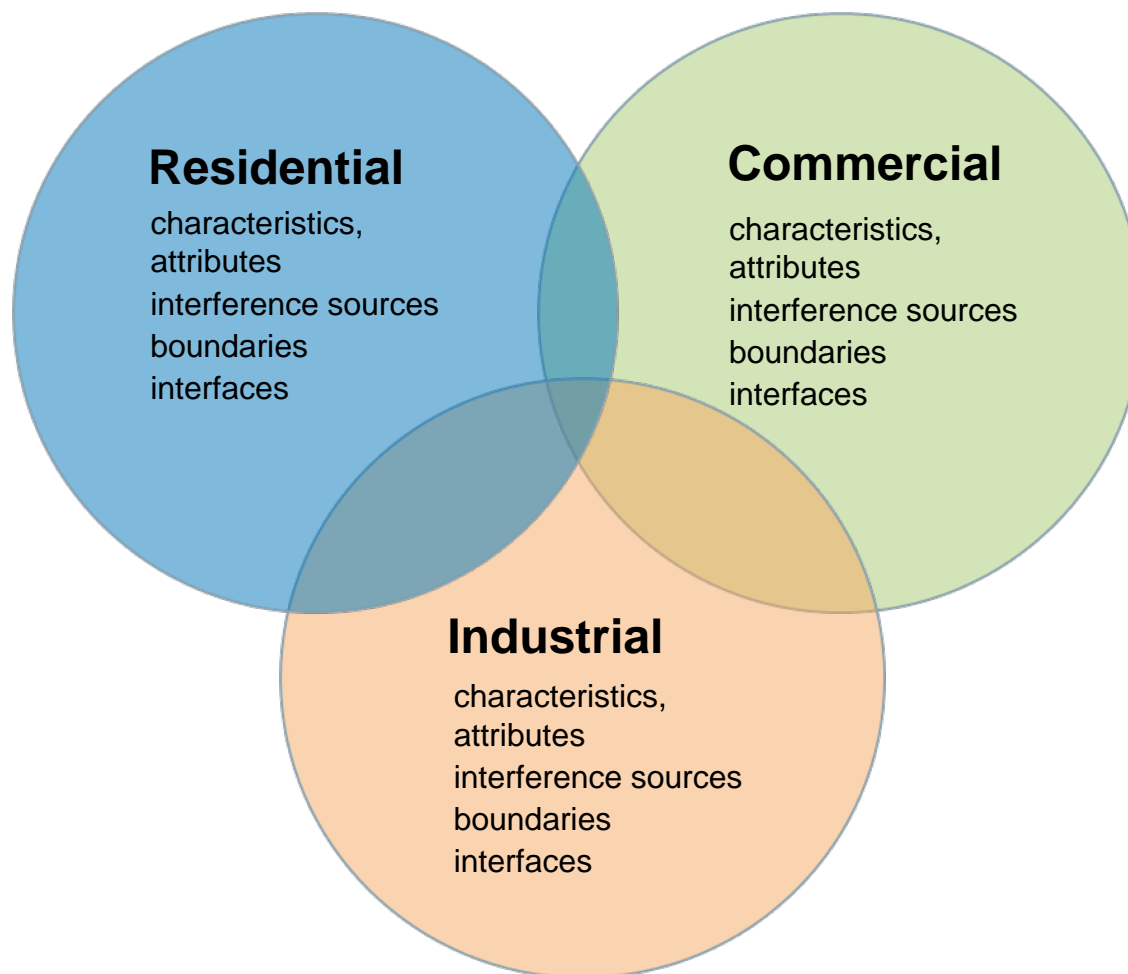 Residential
characteristics,
attributes
interference sources
boundaries
interfaces
Commercial
characteristics,
attributes
interference sources
boundaries
interfaces
Industrial
characteristics,
attributes
interference sources
boundaries
interfaces